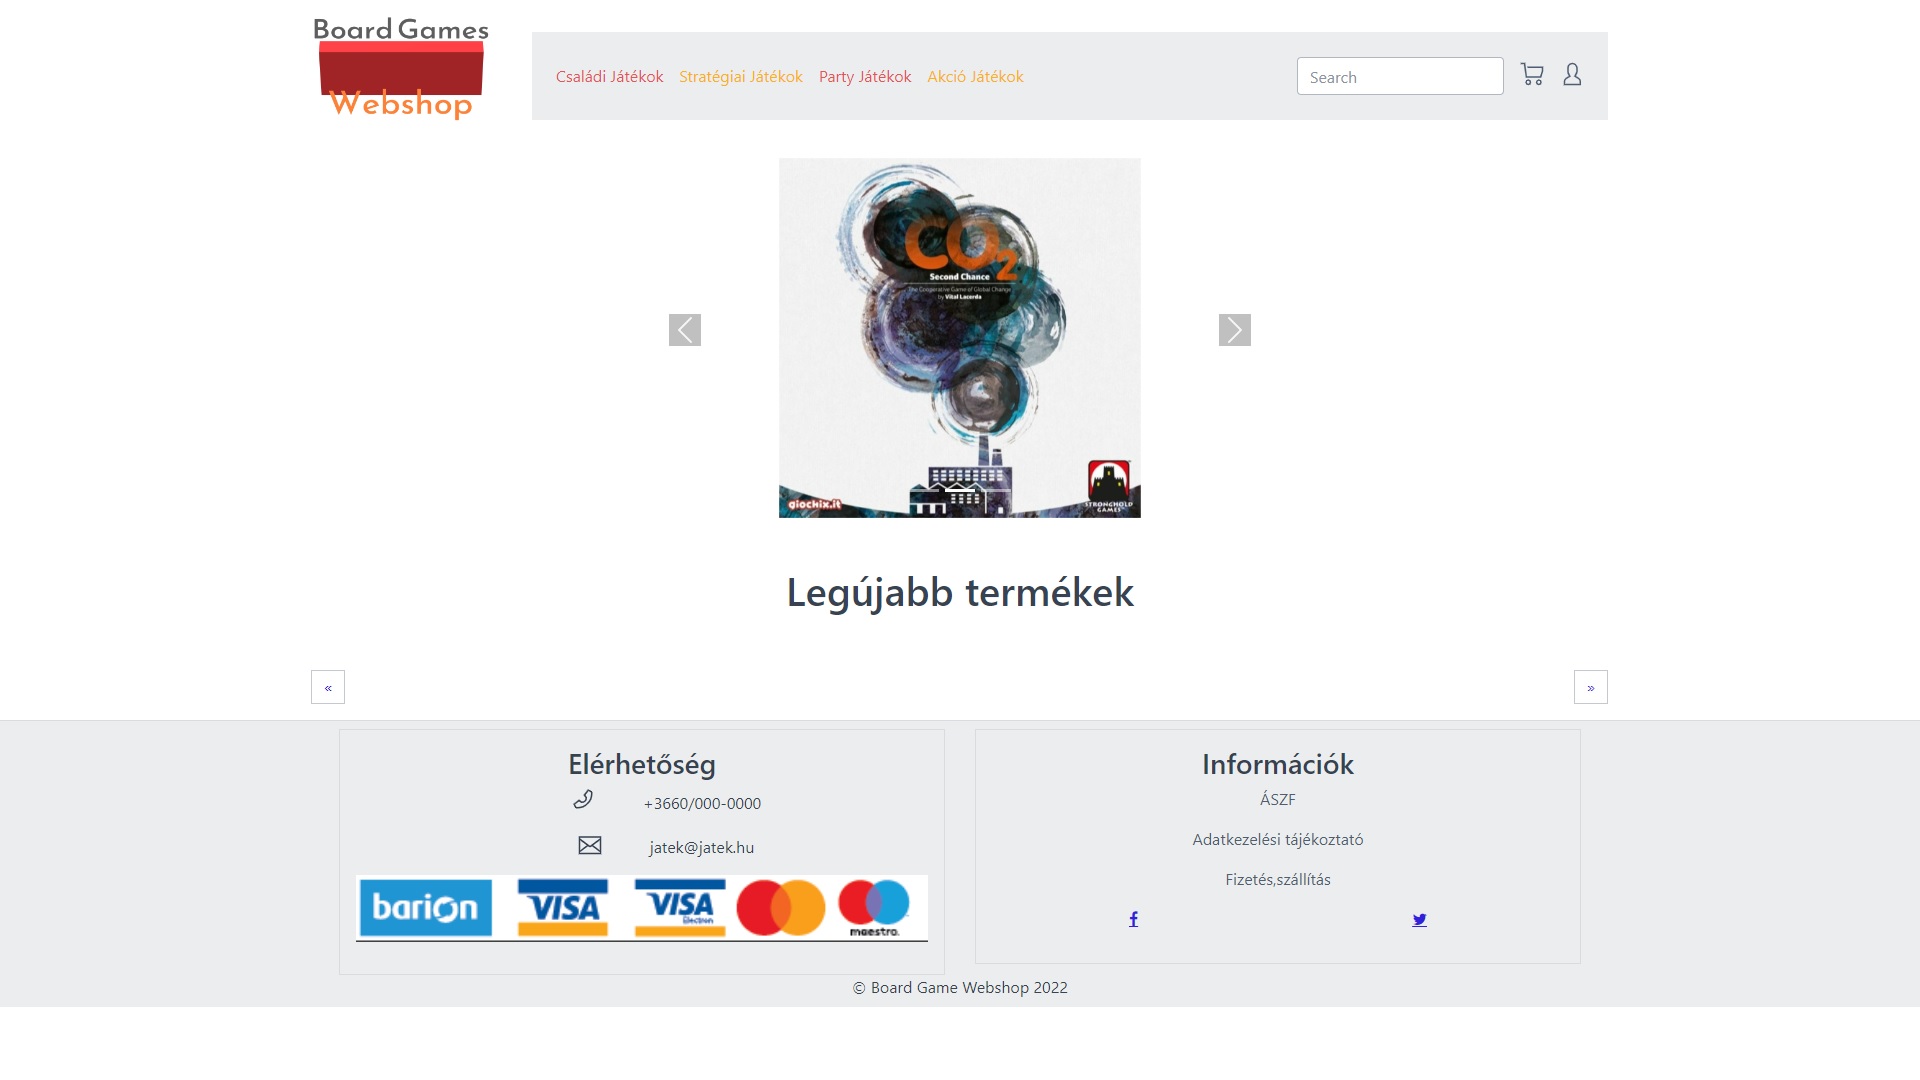 Board Games
Webshop
Családi Játékok Stratégiai Játékok Party Játékok Akció Játékok
Search
CO2
Second Chance
The Cooperative Game of Global Change
by Vital Lacerda
giochix.it
STRONGHOLD
GAMES
Legújabb termékek
« »
Elérhetőség
+3660/000-0000
jatek@jatek.hu
barion VISA VISA Electron maestro.
Információk
ÁSZF
Adatkezelési tájékoztató
Fizetés,szállítás
© Board Game Webshop 2022